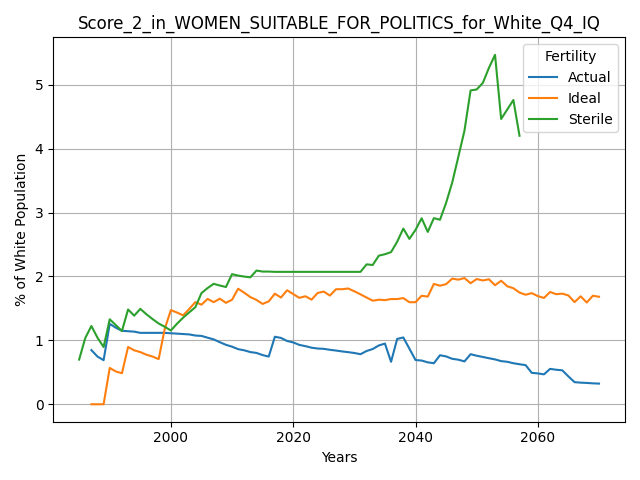 Score_2_in_WOMEN_SUITABLE_FOR_POLITICS_for_White_Q4_IQ
Fertility
Actual
Ideal
Sterile
% of White Population
5
4
3
2
1
0
2000 2020 2040 2060
Years